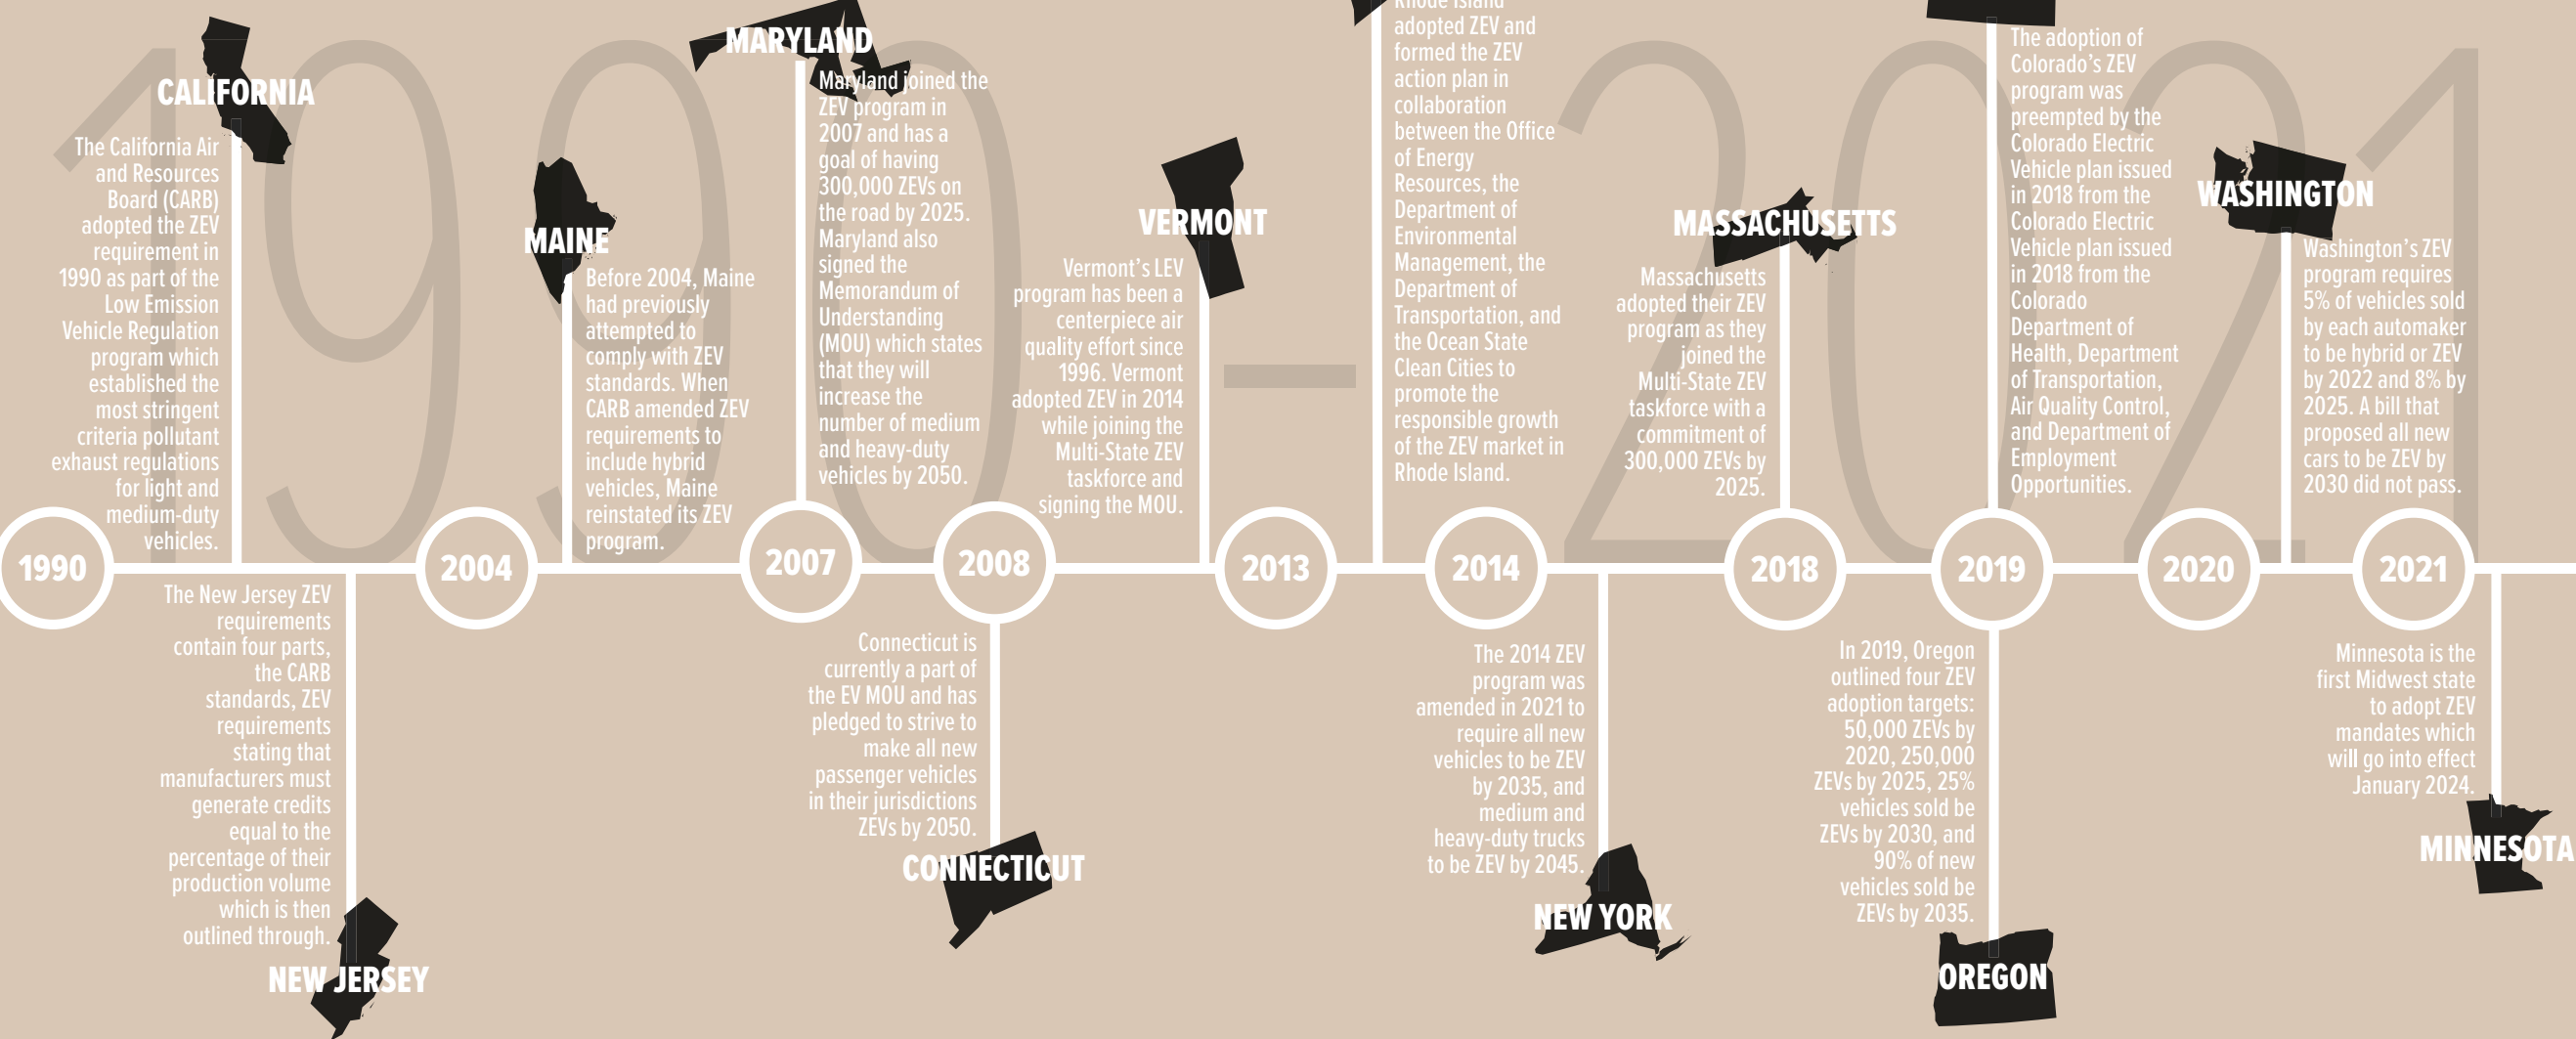 CALIFORNIA
The California Air
and Resources
Board (CARB)
adopted the ZEV
requirement in
1990 as part of the
Low Emission
Vehicle Regulation
program which
established the
most stringent
criteria pollutant
exhaust regulations
for light and
medium-duty
vehicles.
MAINE
Before 2004, Maine
had previously
attempted to
comply with ZEV
standards. When
CARB amended ZEV
requirements to
include hybrid
vehicles, Maine
reinstated its ZEV
program.
MARYLAND
Maryland joined the
ZEV program in
2007 and has a
goal of having
300,000 ZEVs on
the road by 2025.
Maryland also
signed the
Memorandum of
Understanding
(MOU) which states
that they will
increase the
number of medium
and heavy-duty
vehicles by 2050.
VERMONT
Vermont's LEV
program has been a
centerpiece air
quality effort since
1996. Vermont
adopted ZEV in 2014
while joining the
Multi-State ZEV
taskforce and
signing the MOU.
Rhode Island
adopted ZEV and
formed the ZEV
action plan in
collaboration
between the Office
of Energy
Resources, the
Department of
Environmental
Management, the
Department of
Transportation, and
the Ocean State
Clean Cities to
promote the
responsible growth
of the ZEV market in
Rhode Island.
MASSACHUSETTS
Massachusetts
adopted their ZEV
program as they
joined the
Multi-State ZEV
taskforce with a
commitment of
300,000 ZEVs by
2025.
The adoption of
Colorado's ZEV
program was
preempted by the
Colorado Electric
Vehicle plan issued
in 2018 from the
Colorado Electric
Vehicle plan issued
in 2018 from the
Colorado
Department of
Health, Department
of Transportation,
Air Quality Control,
and Department of
Employment
Opportunities.
WASHINGTON
Washington's ZEV
program requires
5% of vehicles sold
by each automaker
to be hybrid or ZEV
by 2022 and 8% by
2025. A bill that
proposed all new
cars to be ZEV by
2030 did not pass.
1990–2021
1990
2004
2007
2008
2013
2014
2018
2019
2020
2021
The New Jersey ZEV
requirements
contain four parts,
the CARB
standards, ZEV
requirements
stating that
manufacturers must
generate credits
equal to the
percentage of their
production volume
which is then
outlined through.
NEW JERSEY
Connecticut is
currently a part of
the EV MOU and has
pledged to strive to
make all new
passenger vehicles
in their jurisdictions
ZEVs by 2050.
CONNECTICUT
The 2014 ZEV
program was
amended in 2021 to
require all new
vehicles to be ZEV
by 2035, and
medium and
heavy-duty trucks
to be ZEV by 2045.
NEW YORK
In 2019, Oregon
outlined four ZEV
adoption targets:
50,000 ZEVs by
2020, 250,000
ZEVs by 2025, 25%
vehicles sold be
ZEVs by 2030, and
90% of new
vehicles sold be
ZEVs by 2035.
OREGON
Minnesota is the
first Midwest state
to adopt ZEV
mandates which
will go into effect
January 2024.
MINNESOTA